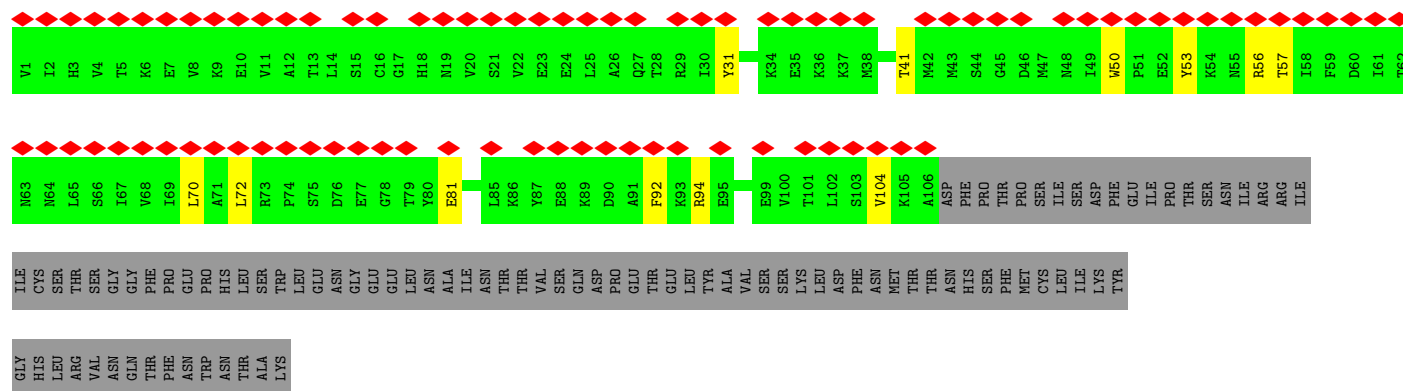 V1 I2 H3 V4 T5 K6 E7 V8 K9 E10 V11 A12 T13 L14 S15 C16 G17 H18 N19 V20 S21 V22 E23 E24 L25 A26 Q27 T28 R29 I30 Y31 K34 E35 K36 K37 M38 T41 M42 M43 S44 G45 D46 M47 N48 I49 W50 P51 E52 Y53 K54 N55 R56 T57 I58 F59 D60 I61 T62
N63 N64 L65 S66 I67 V68 I69 L70 A71 L72 R73 P74 S75 D76 E77 G78 T79 Y80 E81 L85 K86 Y87 E88 K89 D90 A91 F92 K93 R94 E95 E99 V100 T101 L102 S103 V104 K105 A106 ASP PHE PRO THR PRO SER ILE SER ASP PHE GLU ILE PRO THR SER ASN ILE ARG ARG ILE
ILE CYS SER THR SER GLY GLY PHE PRO GLU PRO HIS LEU SER TRP LEU GLU ASN GLY GLU GLU LEU ASN ALA ILE ASN THR THR VAL SER GLN ASP PRO GLU THR GLU LEU TYR ALA VAL SER SER LYS LEU ASP PHE ASN MET THR THR ASN HIS SER PHE MET CYS LEU ILE LYS TYR
GLY HIS LEU ARG VAL ASN GLN THR PHE ASN TRP ASN THR ALA LYS